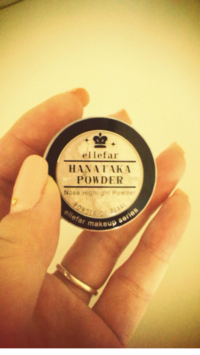 ellefar
HANATAKA
POWDER
Nose Highlight Powder
ellefar makeup series